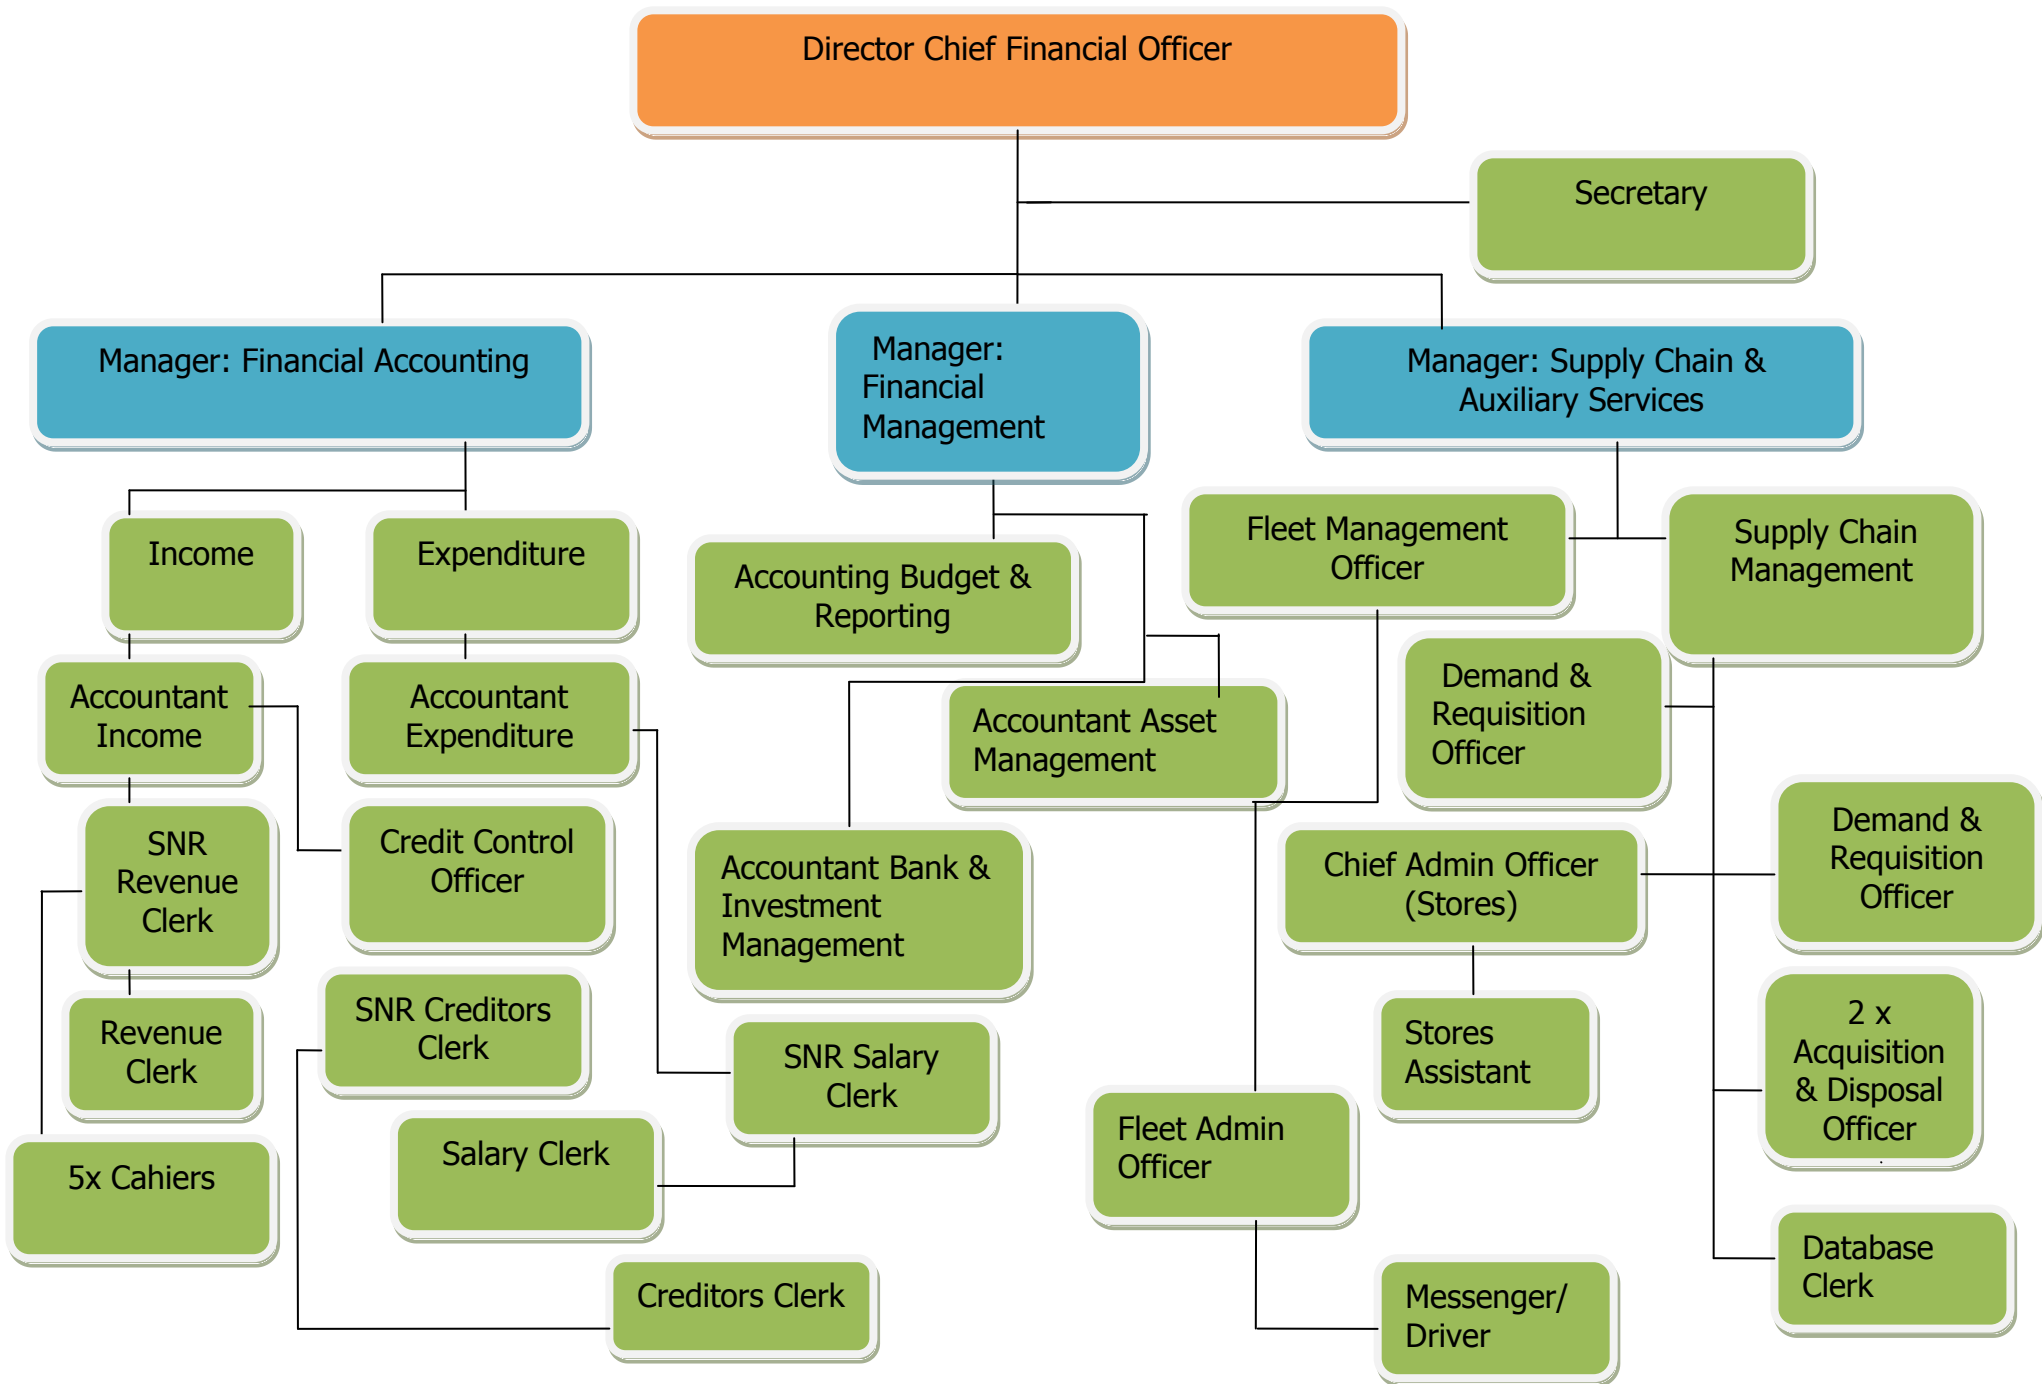 Director Chief Financial Officer
Secretary
Manager: Financial Accounting
Manager:
Financial
Management
Manager: Supply Chain &
Auxiliary Services
Income
Expenditure
Accounting Budget &
Reporting
Fleet Management
Officer
Supply Chain
Management
Accountant
Income
Accountant
Expenditure
Accountant Asset
Management
Demand &
Requisition
Officer
SNR
Revenue
Clerk
Credit Control
Officer
Accountant Bank &
Investment
Management
Chief Admin Officer
(Stores)
Demand &
Requisition
Officer
Revenue
Clerk
SNR Creditors
Clerk
SNR Salary
Clerk
Stores
Assistant
2 x
Acquisition
& Disposal
Officer
.
5x Cahiers
Salary Clerk
Fleet Admin
Officer
Creditors Clerk
Messenger/
Driver
Database
Clerk